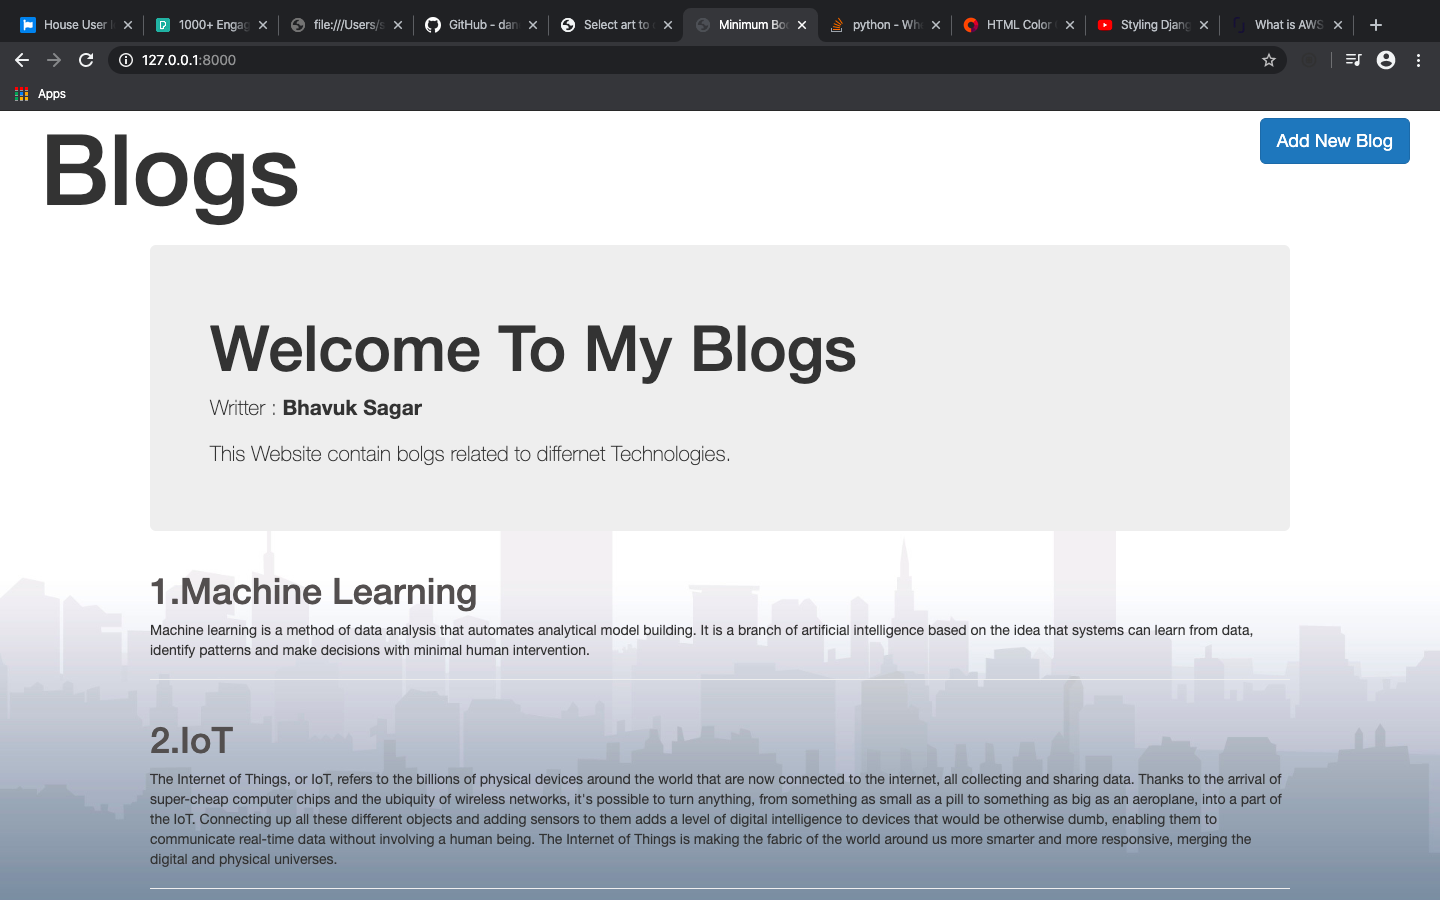 House User
1000+ Engag
file:///Users/s
GitHub - dan
Select art to
Minimum Boo
python - Whe
HTML Color
Styling Djang
What is AWS
127.0.0.1:8000
Apps
Blogs
Add New Blog
Welcome To My Blogs
Writter : Bhavuk Sagar
This Website contain bolgs related to differnet Technologies.
1.Machine Learning
Machine learning is a method of data analysis that automates analytical model building. It is a branch of artificial intelligence based on the idea that systems can learn from data,
identify patterns and make decisions with minimal human intervention.
2.IoT
The Internet of Things, or IoT, refers to the billions of physical devices around the world that are now connected to the internet, all collecting and sharing data. Thanks to the arrival of
super-cheap computer chips and the ubiquity of wireless networks, it's possible to turn anything, from something as small as a pill to something as big as an aeroplane, into a part of
the IoT. Connecting up all these different objects and adding sensors to them adds a level of digital intelligence to devices that would be otherwise dumb, enabling them to
communicate real-time data without involving a human being. The Internet of Things is making the fabric of the world around us more smarter and more responsive, merging the
digital and physical universes.